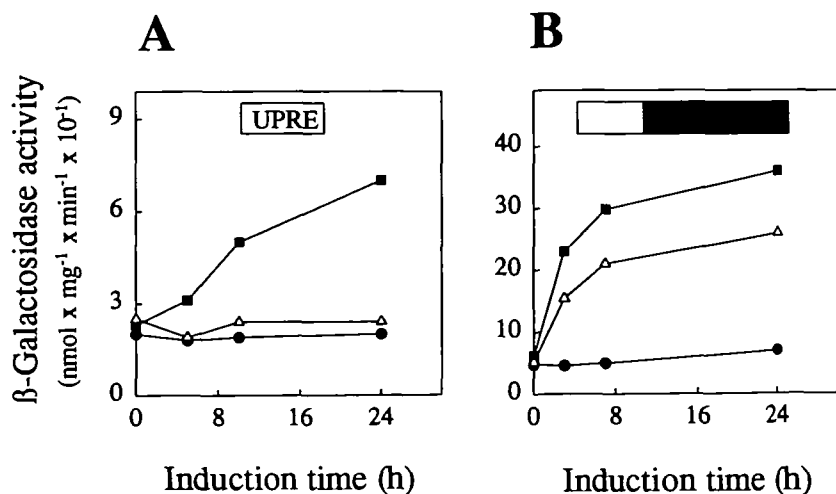 A
B
β-Galactosidase activity
(nmol x mg⁻¹ x min⁻¹ x 10⁻¹)
9
6
3
0
UPRE
0
8
16
24
Induction time (h)
40
30
20
10
0
0
8
16
24
Induction time (h)